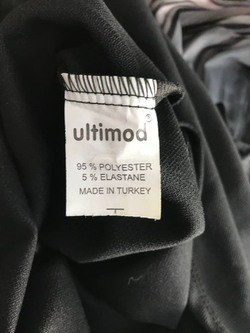 ultimod®
95 % POLYESTER
5 % ELASTANE
MADE IN TURKEY